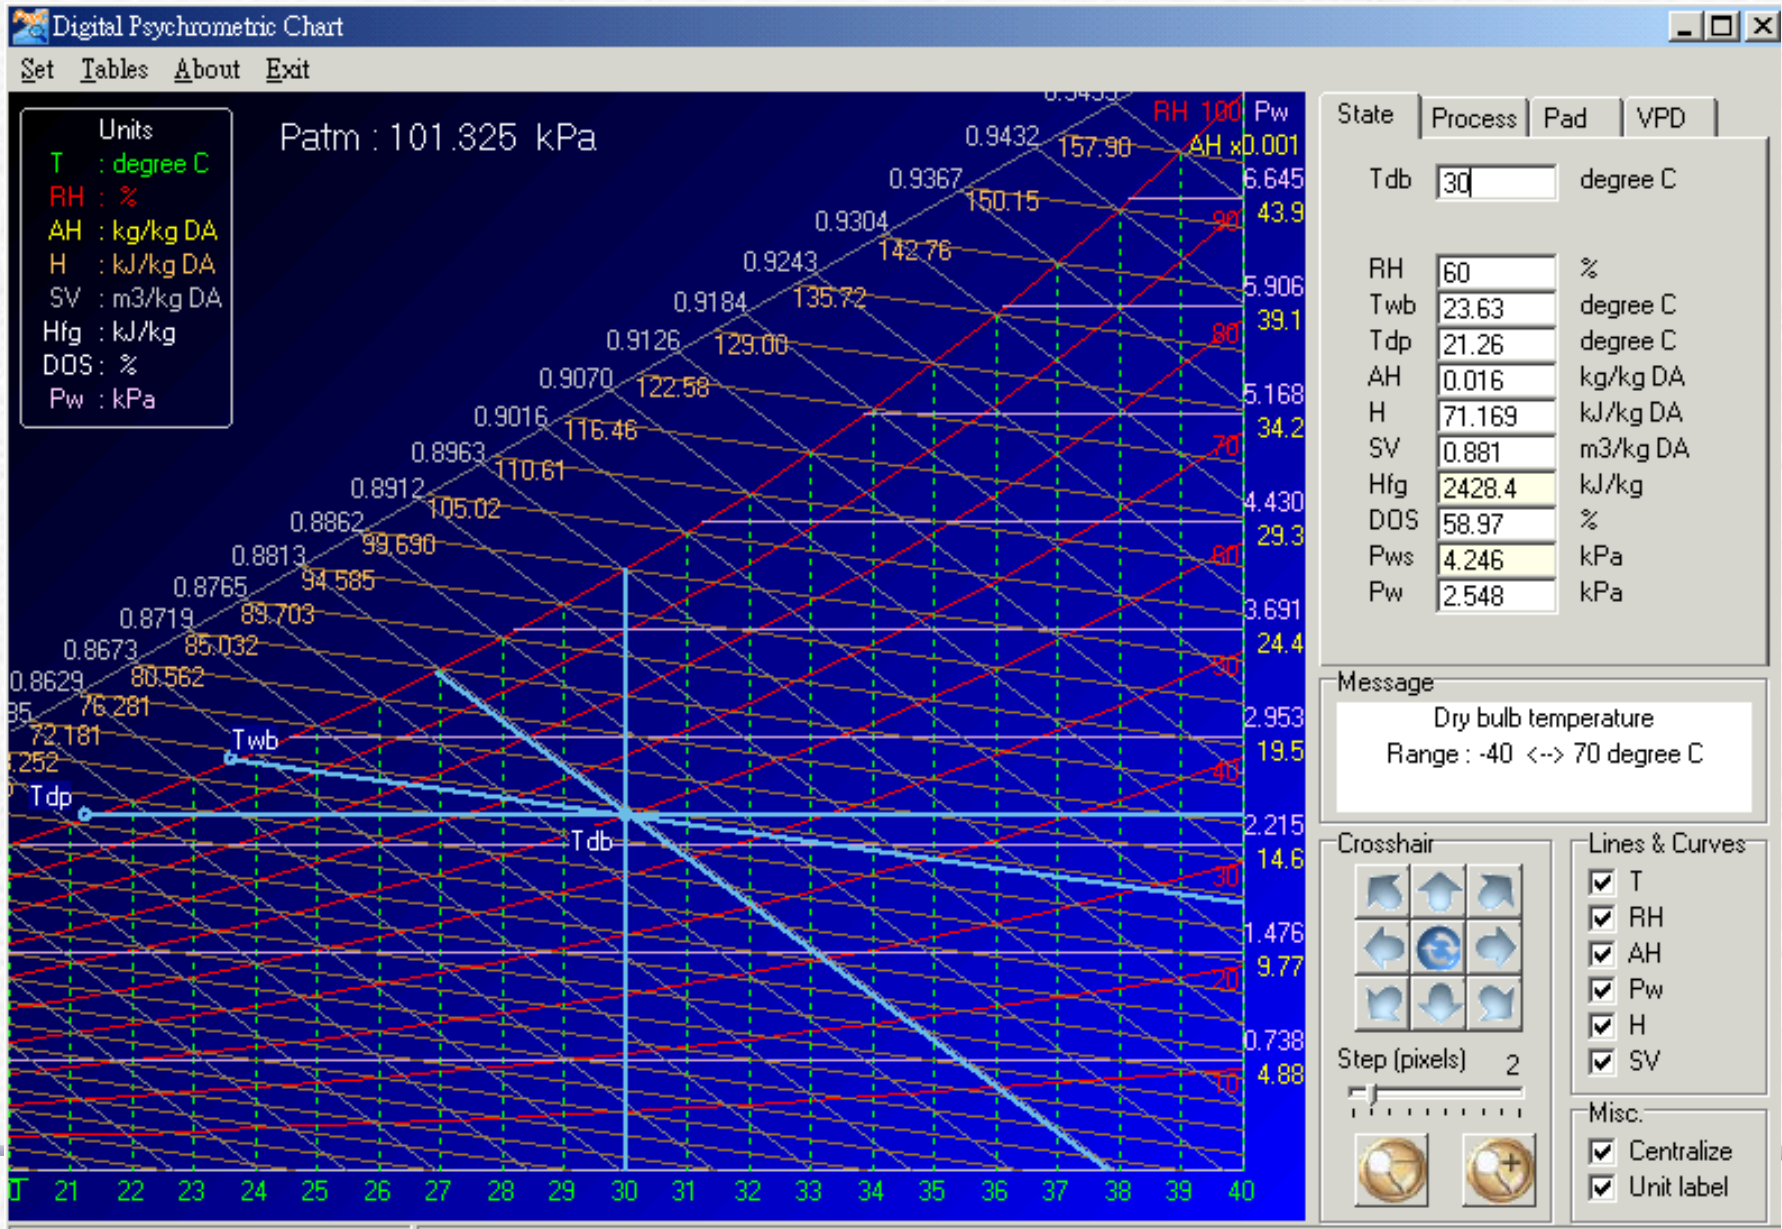 Digital Psychrometric Chart
Set Tables About Exit
Units
T : degree C
RH : %
AH : kg/kg DA
H : kJ/kg DA
SV : m3/kg DA
Hfg : kJ/kg
DOS : %
Pw : kPa
Patm : 101.325 kPa
RH 100 Pw
AH x0.001
0.9432
157.90
0.9367
150.15
0.9304
142.76
0.9243
135.72
0.9184
129.00
0.9126
122.58
0.9070
116.46
0.9016
110.61
0.8963
105.02
0.8912
99.690
0.8862
94.585
0.8813
89.703
0.8765
85.032
0.8719
80.562
0.8673
76.281
0.8629
72.181
6.645
43.9
90
5.906
39.1
80
5.168
34.2
70
4.430
29.3
60
3.691
24.4
2.953
19.5
40
2.215
14.6
30
1.476
9.77
20
0.738
4.88
10
Twb
Tdp
Tdb
T 21 22 23 24 25 26 27 28 29 30 31 32 33 34 35 36 37 38 39 40
State Process Pad VPD
Tdb 30 degree C
RH 60 %
Twb 23.63 degree C
Tdp 21.26 degree C
AH 0.016 kg/kg DA
H 71.169 kJ/kg DA
SV 0.881 m3/kg DA
Hfg 2428.4 kJ/kg
DOS 58.97 %
Pws 4.246 kPa
Pw 2.548 kPa
Message
Dry bulb temperature
Range : -40 <--> 70 degree C
Crosshair
Step (pixels) 2
Lines & Curves
T
RH
AH
Pw
H
SV
Misc.
Centralize
Unit label